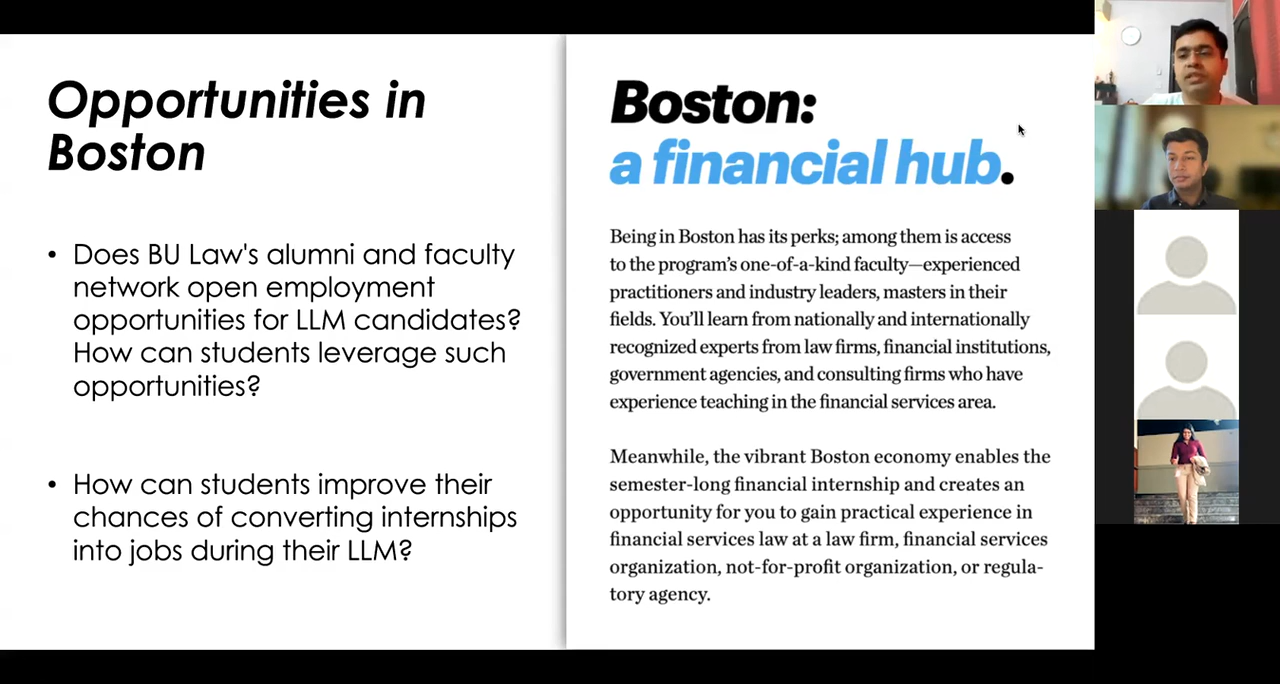 Opportunities in
Boston
• Does BU Law's alumni and faculty
network open employment
opportunities for LLM candidates?
How can students leverage such
opportunities?
• How can students improve their
chances of converting internships
into jobs during their LLM?
Boston:
a financial hub.
Being in Boston has its perks; among them is access
to the program’s one-of-a-kind faculty—experienced
practitioners and industry leaders, masters in their
fields. You’ll learn from nationally and internationally
recognized experts from law firms, financial institutions,
government agencies, and consulting firms who have
experience teaching in the financial services area.
Meanwhile, the vibrant Boston economy enables the
semester-long financial internship and creates an
opportunity for you to gain practical experience in
financial services law at a law firm, financial services
organization, not-for-profit organization, or regula-
tory agency.